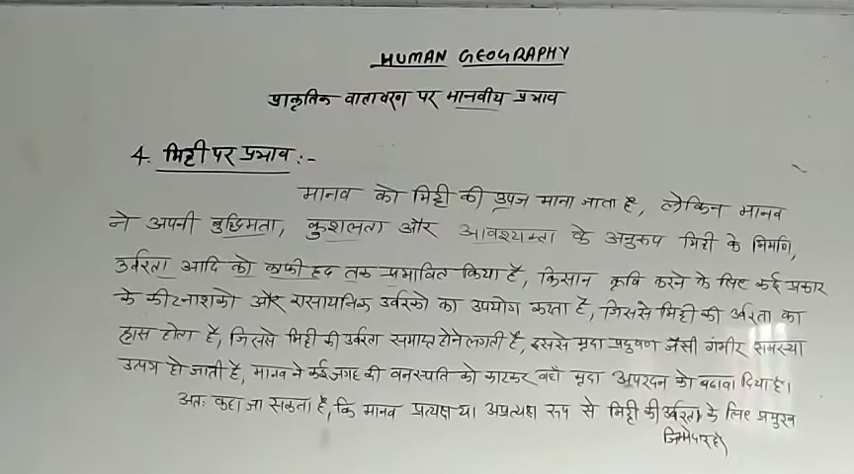 HUMAN GEOGRAPHY
प्राकृतिक वातावरण पर मानवीय प्रभाव
4. मिट्टी पर प्रभाव :-
मानव को मिट्टी की उपज माना जाता है, लेकिन मानव
ने अपनी बुद्धिमता, कुशलता और आवश्यक्ता के अनुरुप मिट्टी के निर्माण,
उर्वरता आदि को काफी हद तक प्रभावित किया है, किसान कृषि करने के लिए कई प्रकार
के कीटनाशको और रासायनिक उर्वरको का उपयोग करता है, जिससे मिट्टी की उर्वरता का
ह्रास होता है, जिससे मिट्टी की उर्वरता समाप्त होने लगती है, इससे मृदा प्रदुषण जैसी गंभीर समस्या
उत्पन्न हो जाती है, मानव ने कई जगह की वनस्पति को काटकर वहाँ मृदा अपरदन को बढावा दिया है।
अतः कहा जा सकता है, कि मानव प्रत्यक्ष या अप्रत्यक्ष रूप से मिट्टी की उर्वरता के लिए प्रमुख
जिम्मेदार है।